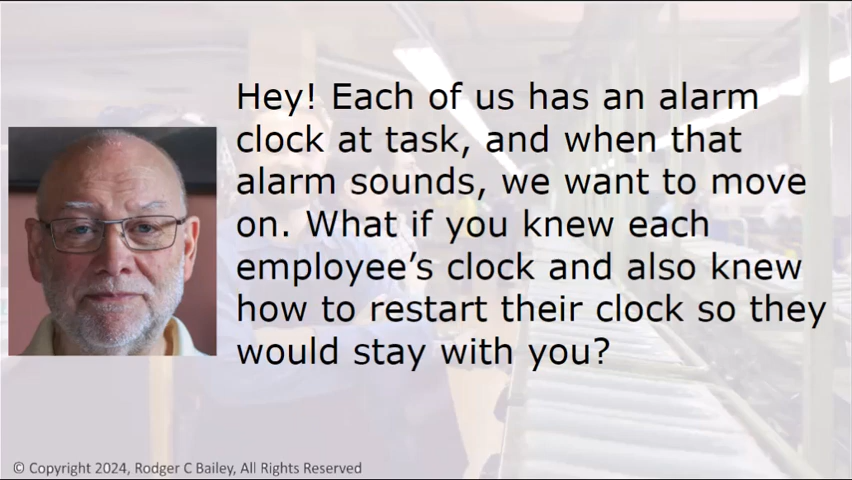 Hey! Each of us has an alarm
clock at task, and when that
alarm sounds, we want to move
on. What if you knew each
employee’s clock and also knew
how to restart their clock so they
would stay with you?
© Copyright 2024, Rodger C Bailey, All Rights Reserved